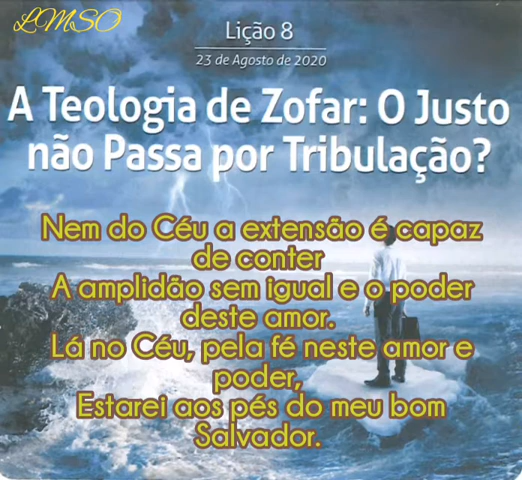 LMSO
Lição 8
23 de Agosto de 2020
A Teologia de Zofar: O Justo
não Passa por Tribulação?
Nem do Céu a extensão é capaz
de conter
A amplidão sem igual e o poder
deste amor.
Lá no Céu, pela fé neste amor e
poder,
Estarei aos pés do meu bom
Salvador.